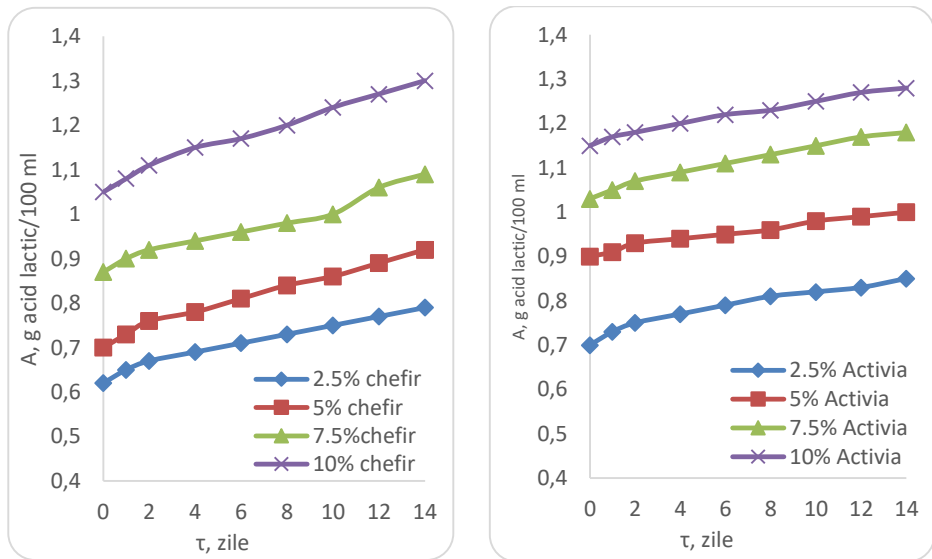 A, g acid lactic/100 ml
1,4
1,3
1,2
1,1
1
0,9
0,8
0,7
0,6
0,5
0,4
0 2 4 6 8 10 12 14
τ, zile
2.5% chefir
5% chefir
7.5%chefir
10% chefir
A, g acid lactic/100 ml
1,4
1,3
1,2
1,1
1
0,9
0,8
0,7
0,6
0,5
0,4
0 2 4 6 8 10 12 14
τ, zile
2.5% Activia
5% Activia
7.5% Activia
10% Activia